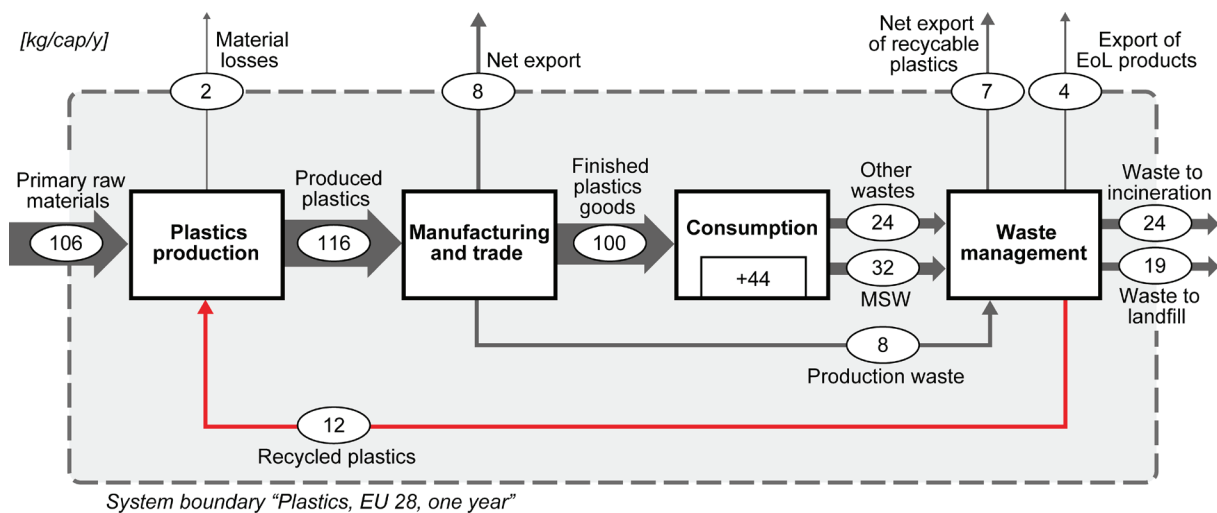 [kg/cap/y]
Material
losses
2
Net export
8
Net export
of recycable
plastics
7
Export of
EoL products
4
Primary raw
materials
106
Plastics
production
Produced
plastics
116
Manufacturing
and trade
Finished
plastics
goods
100
Consumption
+44
Other
wastes
24
32
MSW
Waste
management
Waste to
incineration
24
19
Waste to
landfill
8
Production waste
12
Recycled plastics
System boundary “Plastics, EU 28, one year”